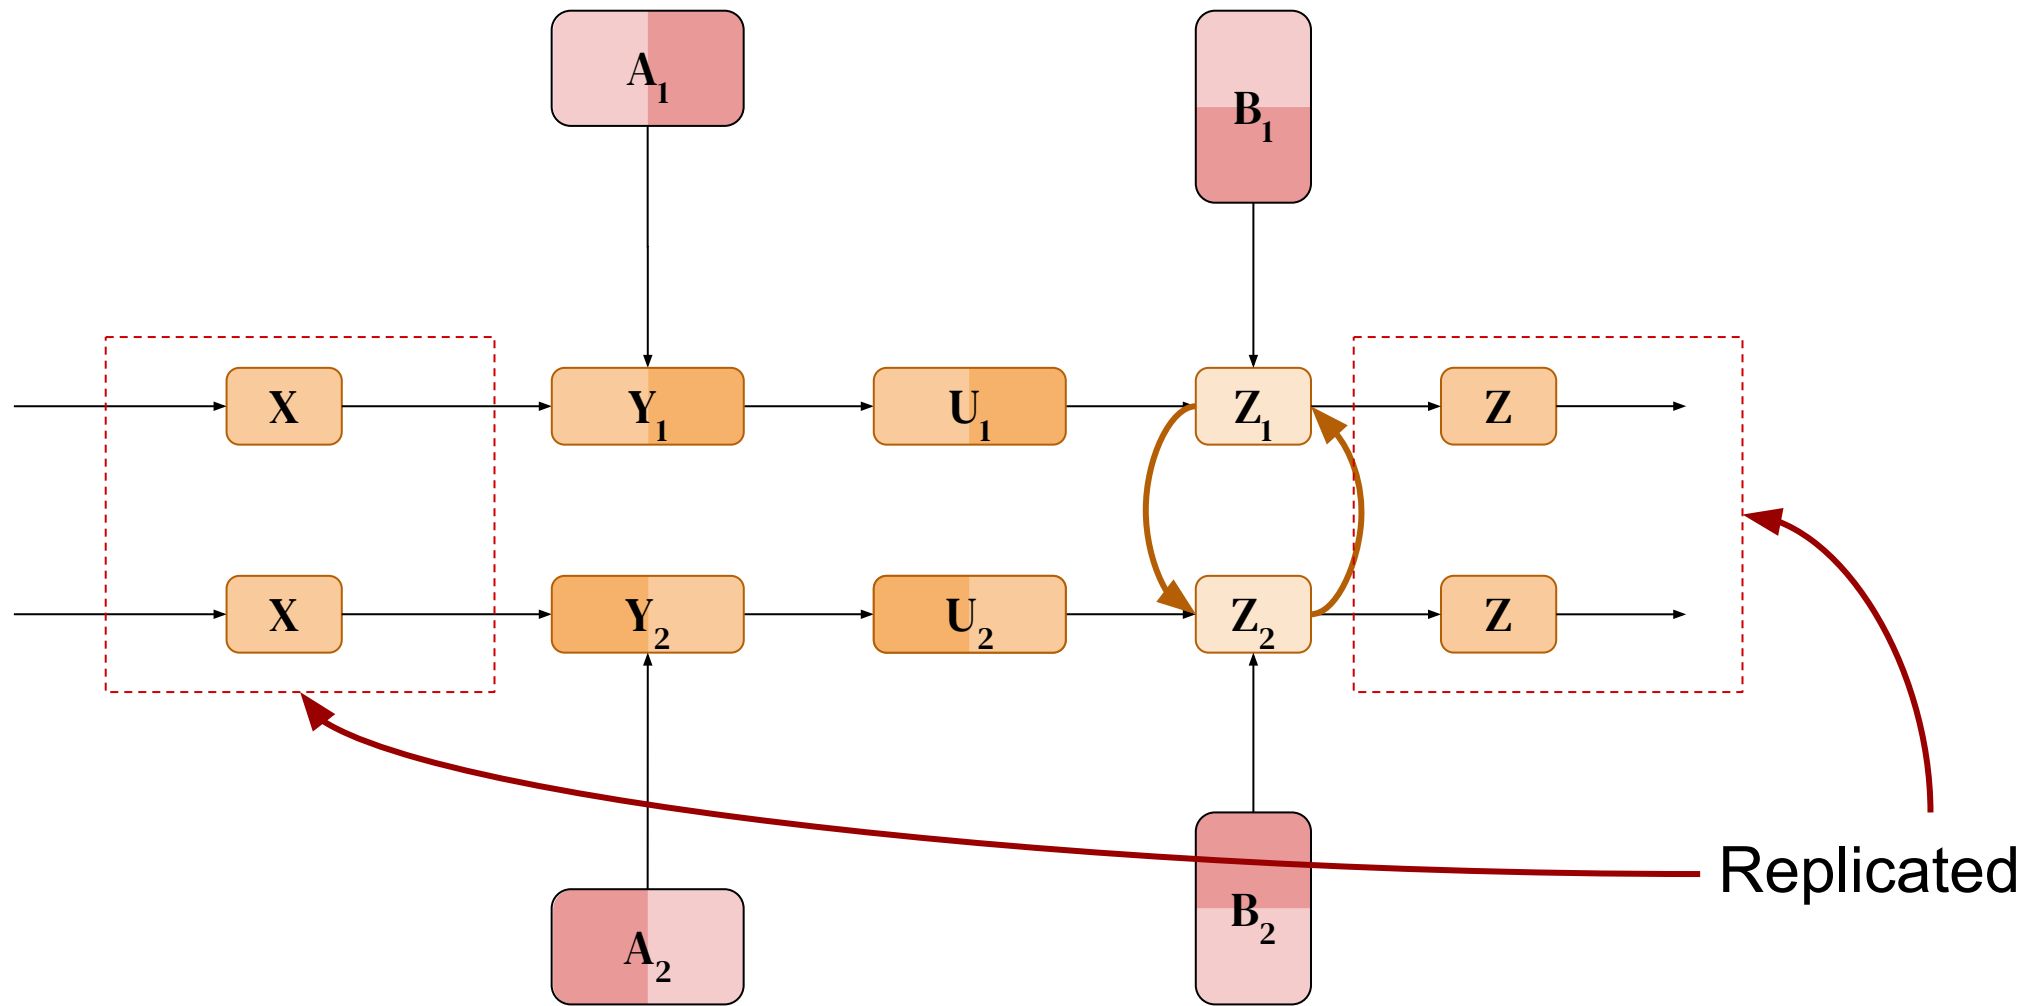 A₁
B₁
X Y₁ U₁ Z₁ Z
X Y₂ U₂ Z₂ Z
Replicated
B₂
A₂